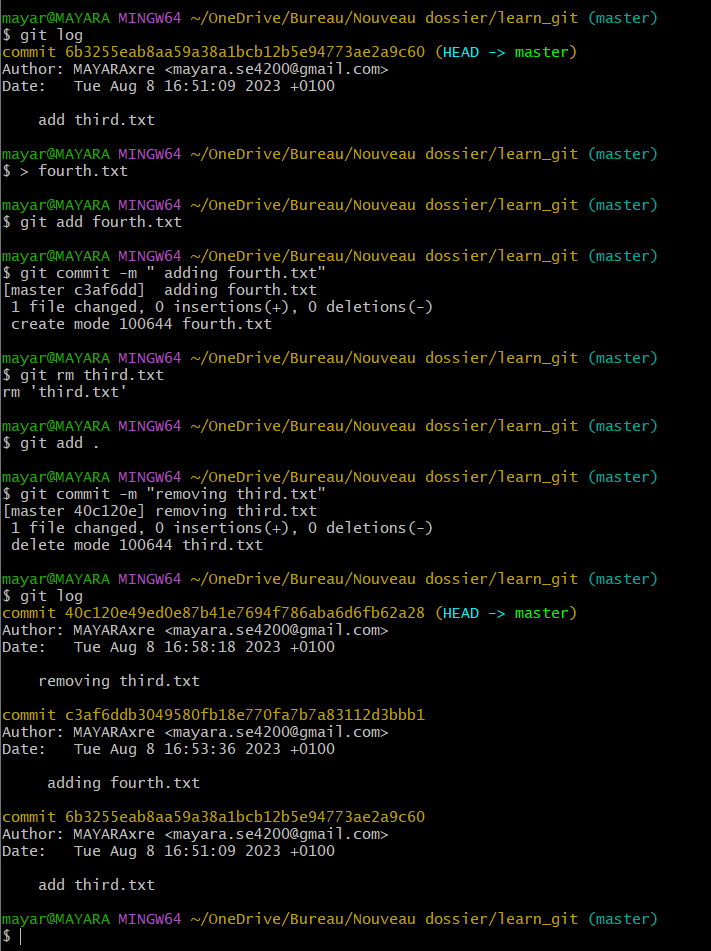 mayar@MAYARA MINGW64 ~/OneDrive/Bureau/Nouveau dossier/learn_git (master)
$ git log
commit 6b3255eab8aa59a38a1bcb12b5e94773ae2a9c60 (HEAD -> master)
Author: MAYARAxre <mayara.se4200@gmail.com>
Date:   Tue Aug 8 16:51:09 2023 +0100

    add third.txt

mayar@MAYARA MINGW64 ~/OneDrive/Bureau/Nouveau dossier/learn_git (master)
$ > fourth.txt

mayar@MAYARA MINGW64 ~/OneDrive/Bureau/Nouveau dossier/learn_git (master)
$ git add fourth.txt

mayar@MAYARA MINGW64 ~/OneDrive/Bureau/Nouveau dossier/learn_git (master)
$ git commit -m " adding fourth.txt"
[master c3af6dd]  adding fourth.txt
 1 file changed, 0 insertions(+), 0 deletions(-)
 create mode 100644 fourth.txt

mayar@MAYARA MINGW64 ~/OneDrive/Bureau/Nouveau dossier/learn_git (master)
$ git rm third.txt
rm 'third.txt'

mayar@MAYARA MINGW64 ~/OneDrive/Bureau/Nouveau dossier/learn_git (master)
$ git add .

mayar@MAYARA MINGW64 ~/OneDrive/Bureau/Nouveau dossier/learn_git (master)
$ git commit -m "removing third.txt"
[master 40c120e] removing third.txt
 1 file changed, 0 insertions(+), 0 deletions(-)
 delete mode 100644 third.txt

mayar@MAYARA MINGW64 ~/OneDrive/Bureau/Nouveau dossier/learn_git (master)
$ git log
commit 40c120e49ed0e87b41e7694f786aba6d6fb62a28 (HEAD -> master)
Author: MAYARAxre <mayara.se4200@gmail.com>
Date:   Tue Aug 8 16:58:18 2023 +0100

    removing third.txt

commit c3af6ddb3049580fb18e770fa7b7a83112d3bbb1
Author: MAYARAxre <mayara.se4200@gmail.com>
Date:   Tue Aug 8 16:53:36 2023 +0100

     adding fourth.txt

commit 6b3255eab8aa59a38a1bcb12b5e94773ae2a9c60
Author: MAYARAxre <mayara.se4200@gmail.com>
Date:   Tue Aug 8 16:51:09 2023 +0100

    add third.txt

mayar@MAYARA MINGW64 ~/OneDrive/Bureau/Nouveau dossier/learn_git (master)
$